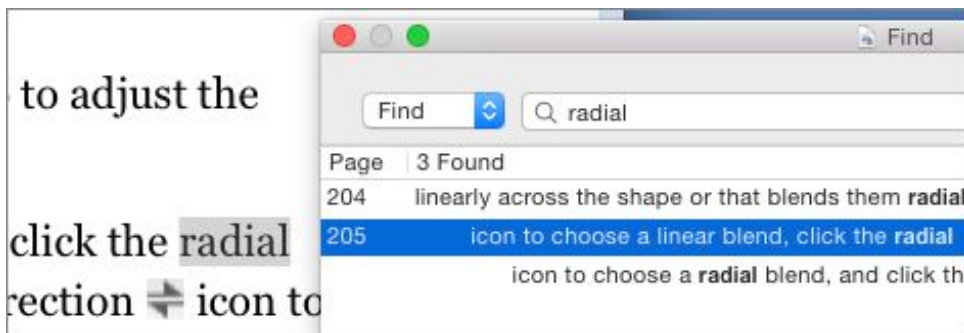 to adjust the
click the radial
rection icon to
Find
Find radial
Page 3 Found
204 linearly across the shape or that blends them radial
205 icon to choose a linear blend, click the radial
icon to choose a radial blend, and click th